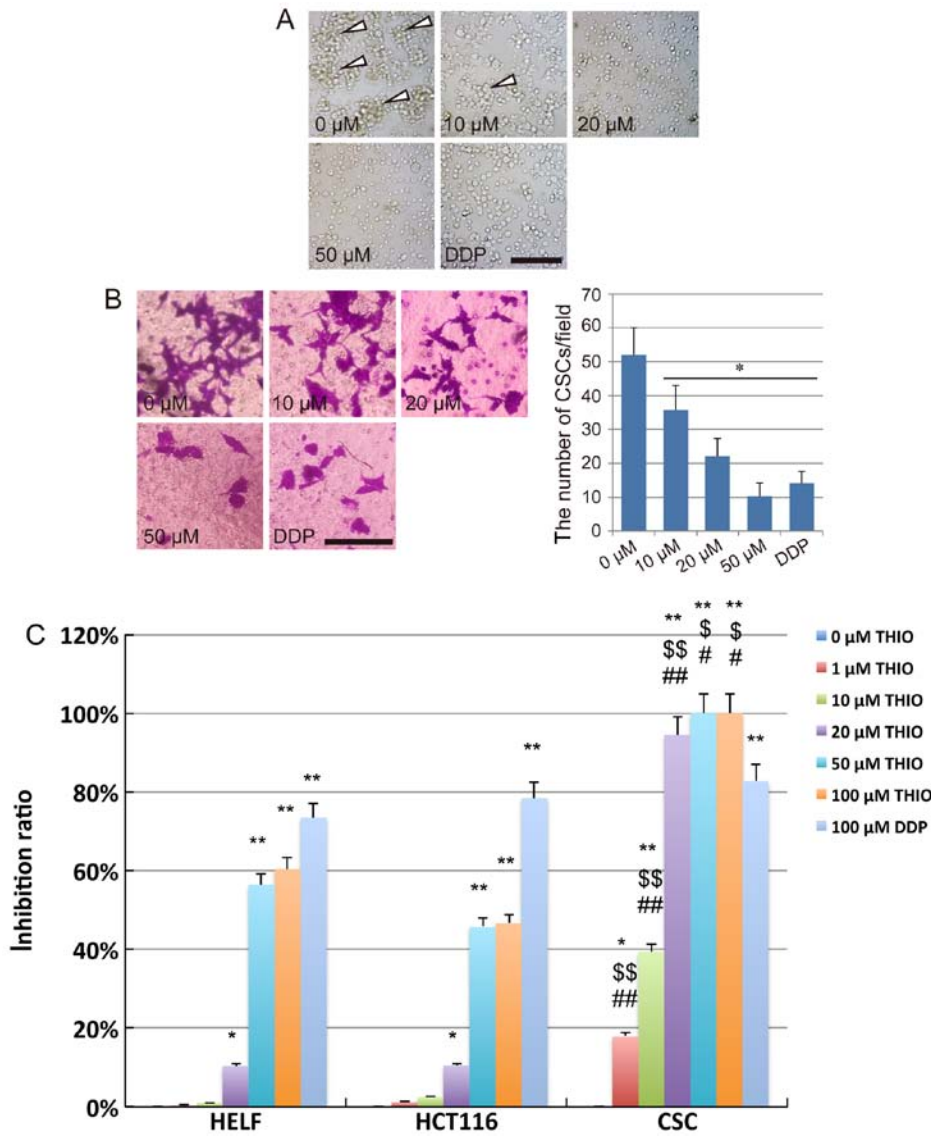 A
0 µM
10 µM
20 µM
50 µM
DDP
B
0 µM
10 µM
20 µM
50 µM
DDP
The number of CSCs/field
70
60
50
40
30
20
10
0
*
0 µM
10 µM
20 µM
50 µM
DDP
C
Inhibition ratio
120%
100%
80%
60%
40%
20%
0%
*
**
**
**
*
**
**
**
*
$$
##
**
$$
##
**
$$
##
**
$
#
**
$
#
**
HELF
HCT116
CSC
0 µM THIO
1 µM THIO
10 µM THIO
20 µM THIO
50 µM THIO
100 µM THIO
100 µM DDP